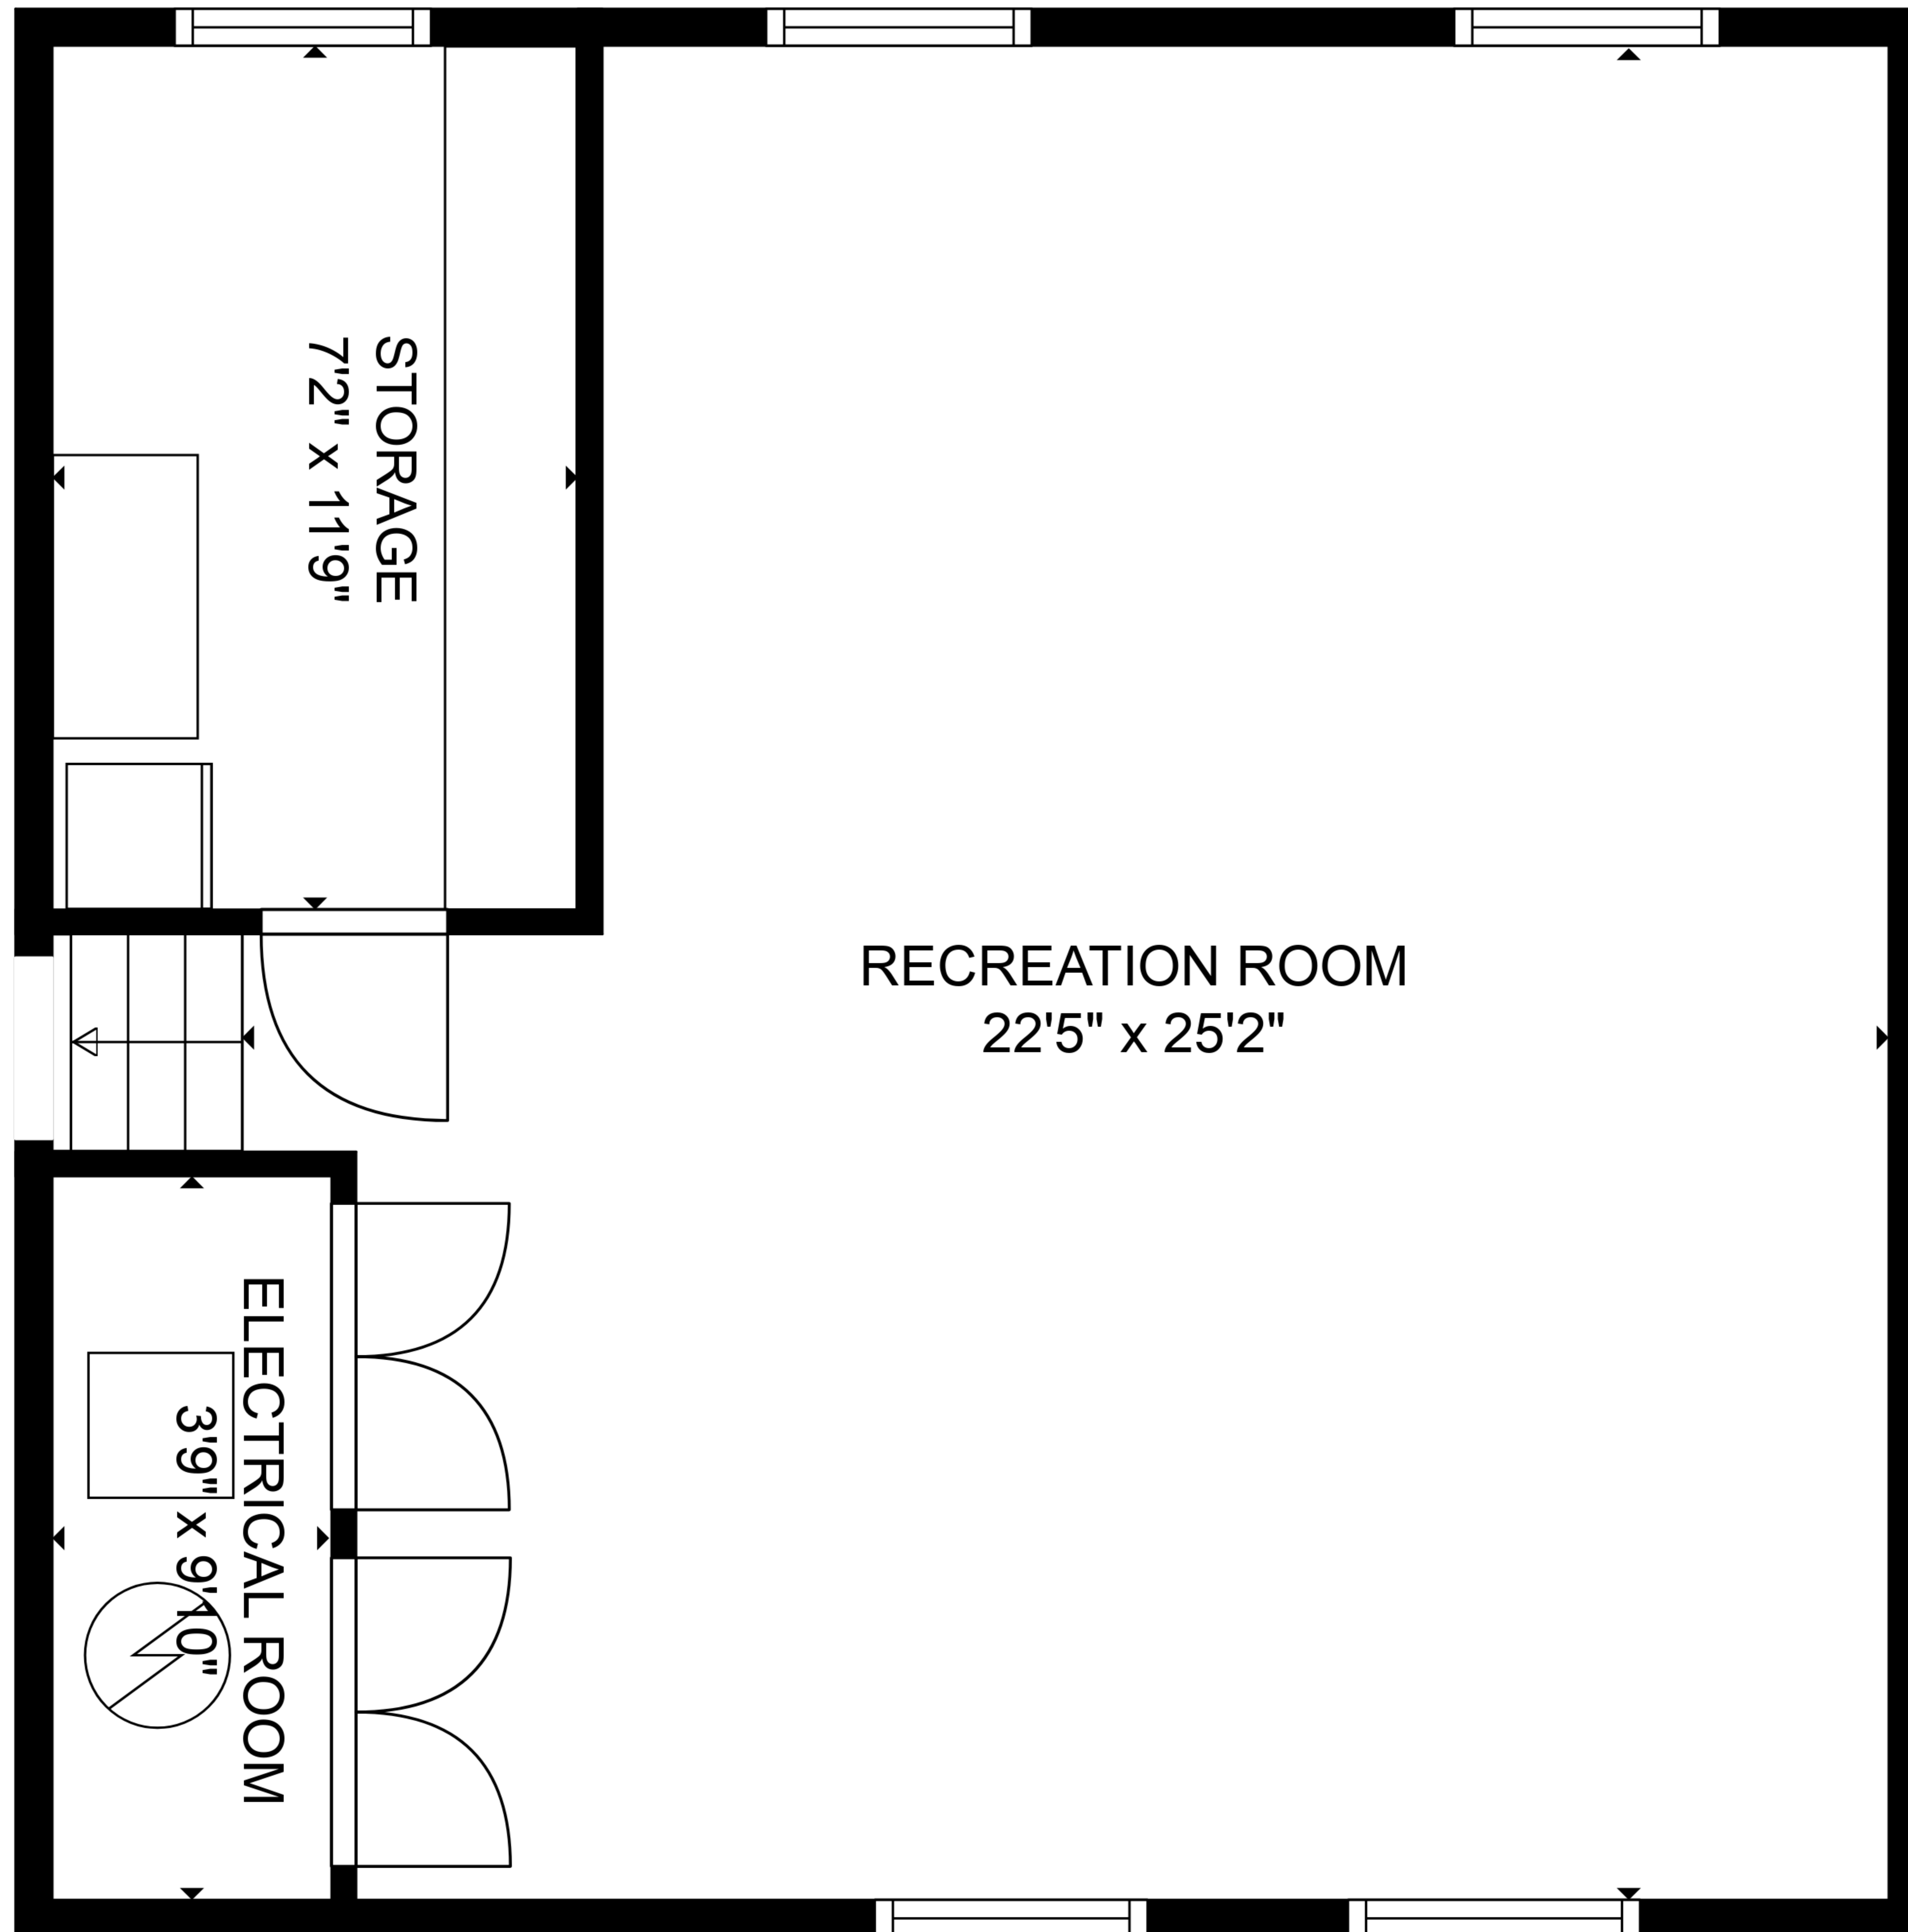 STORAGE
7'2" x 11'9"
RECREATION ROOM
22'5" x 25'2"
ELECTRICAL ROOM
3'9" x 9'10"